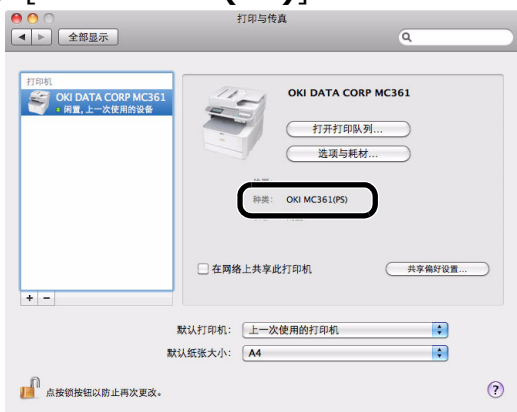 打印与传真
全部显示
打印机
OKI DATA CORP MC361
闲置, 上一次使用的设备
OKI DATA CORP MC361
打开打印队列...
选项与耗材...
种类: OKI MC361(PS)
在网络上共享此打印机
共享偏好设置...
默认打印机: 上一次使用的打印机
默认纸张大小: A4
点按锁按钮以防止再次更改。